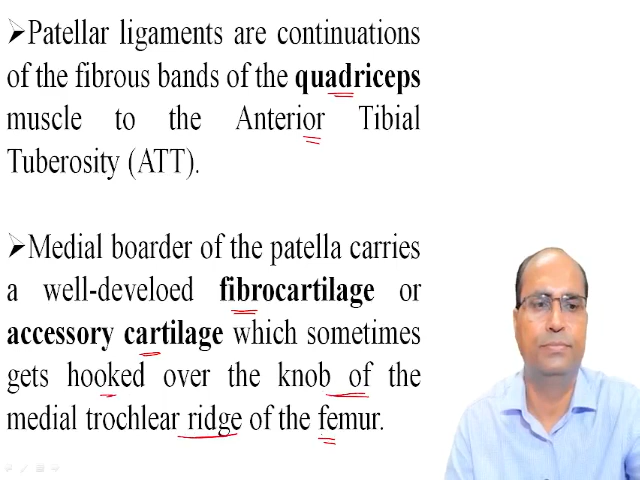 ➢Patellar ligaments are continuations
of the fibrous bands of the quadriceps
muscle to the Anterior Tibial
Tuberosity (ATT).
➢Medial boarder of the patella carries
a well-develoed fibrocartilage or
accessory cartilage which sometimes
gets hooked over the knob of the
medial trochlear ridge of the femur.